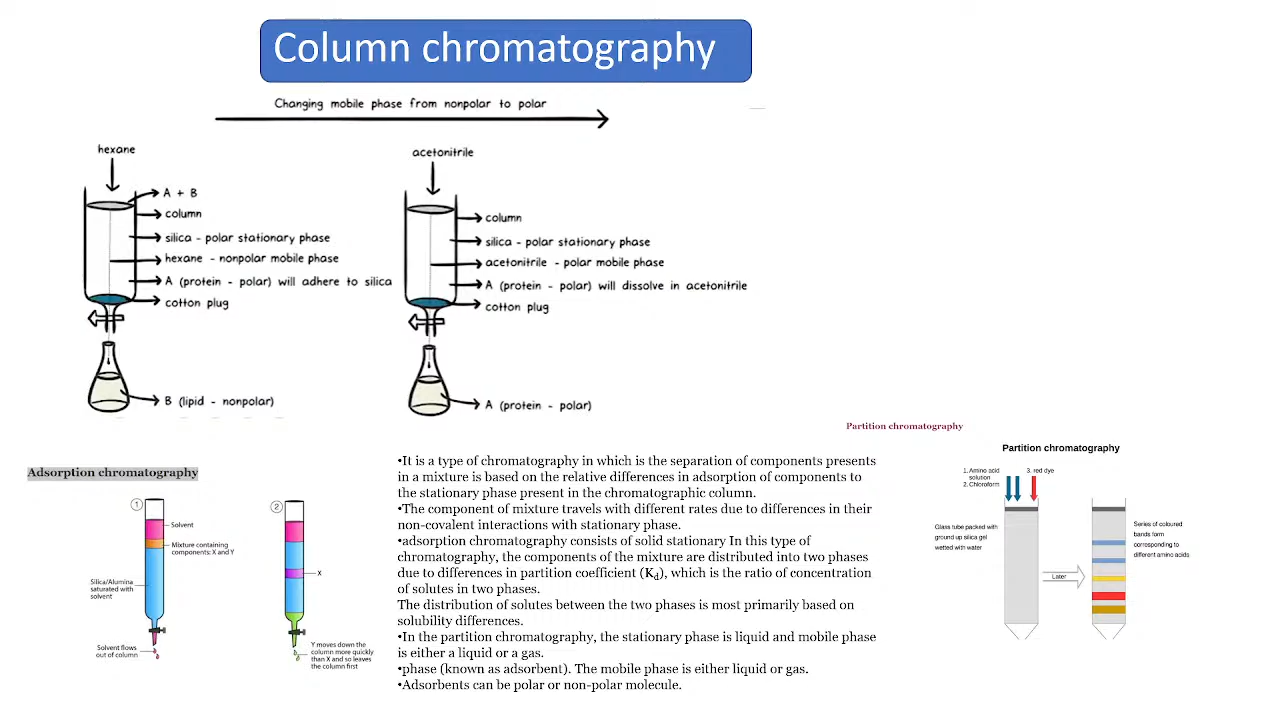 Column chromatography
Changing mobile phase from nonpolar to polar
hexane
A + B
column
silica - polar stationary phase
hexane - nonpolar mobile phase
A (protein - polar) will adhere to silica
cotton plug
B (lipid - nonpolar)
acetonitrile
column
silica - polar stationary phase
acetonitrile - polar mobile phase
A (protein - polar) will dissolve in acetonitrile
cotton plug
A (protein - polar)
Adsorption chromatography
1
Solvent
Mixture containing
components: X and Y
Silica/Alumina
saturated with
solvent
Solvent flows
out of column
2
X
Y moves down the
column more quickly
than X and so leaves
the column first
•It is a type of chromatography in which is the separation of components presents
in a mixture is based on the relative differences in adsorption of components to
the stationary phase present in the chromatographic column.
•The component of mixture travels with different rates due to differences in their
non-covalent interactions with stationary phase.
•adsorption chromatography consists of solid stationary In this type of
chromatography, the components of the mixture are distributed into two phases
due to differences in partition coefficient (Kd), which is the ratio of concentration
of solutes in two phases.
The distribution of solutes between the two phases is most primarily based on
solubility differences.
•In the partition chromatography, the stationary phase is liquid and mobile phase
is either a liquid or a gas.
•phase (known as adsorbent). The mobile phase is either liquid or gas.
•Adsorbents can be polar or non-polar molecule.
Partition chromatography
Partition chromatography
1. Amino acid
solution
2. Chloroform
3. red dye
Glass tube packed with
ground up silica gel
wetted with water
Later
Series of coloured
bands form
corresponding to
different amino acids